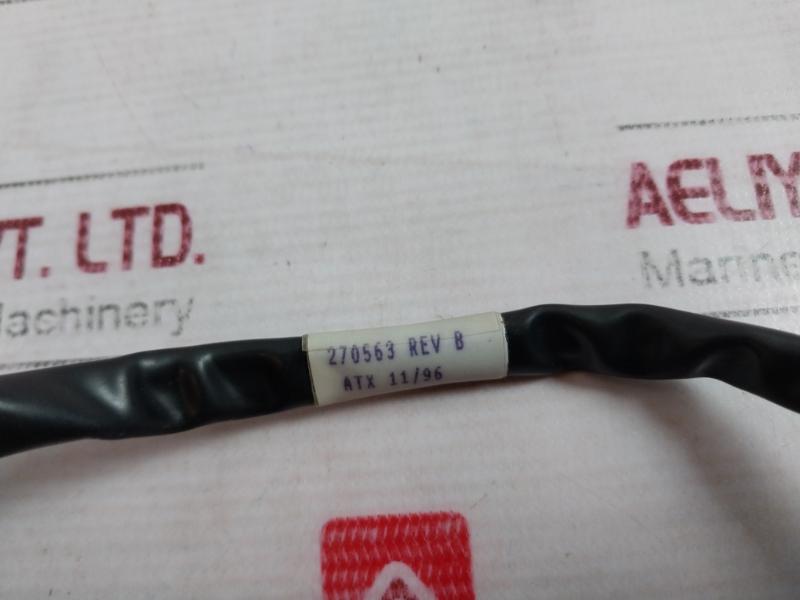 VT. LTD.
Machinery
AELIY
Marine
270563 REV B
ATX 11/96